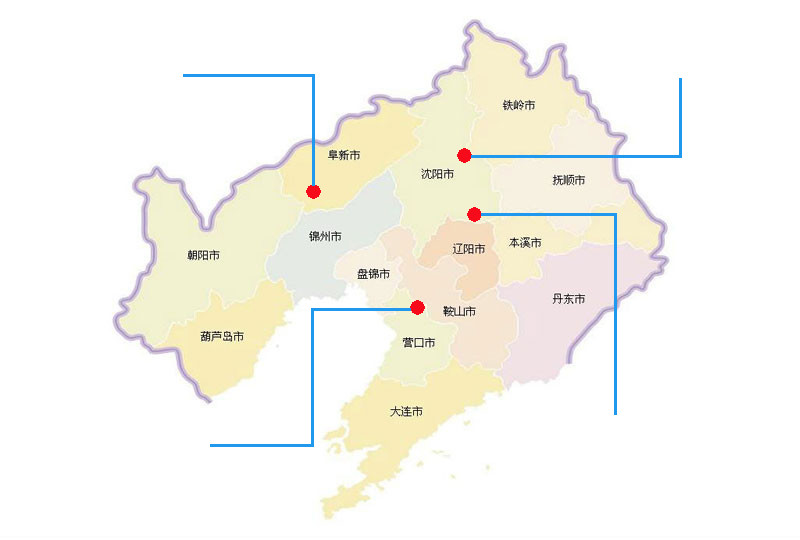 铁岭市
阜新市
沈阳市
抚顺市
锦州市
本溪市
辽阳市
朝阳市
盘锦市
丹东市
鞍山市
葫芦岛市
营口市
大连市